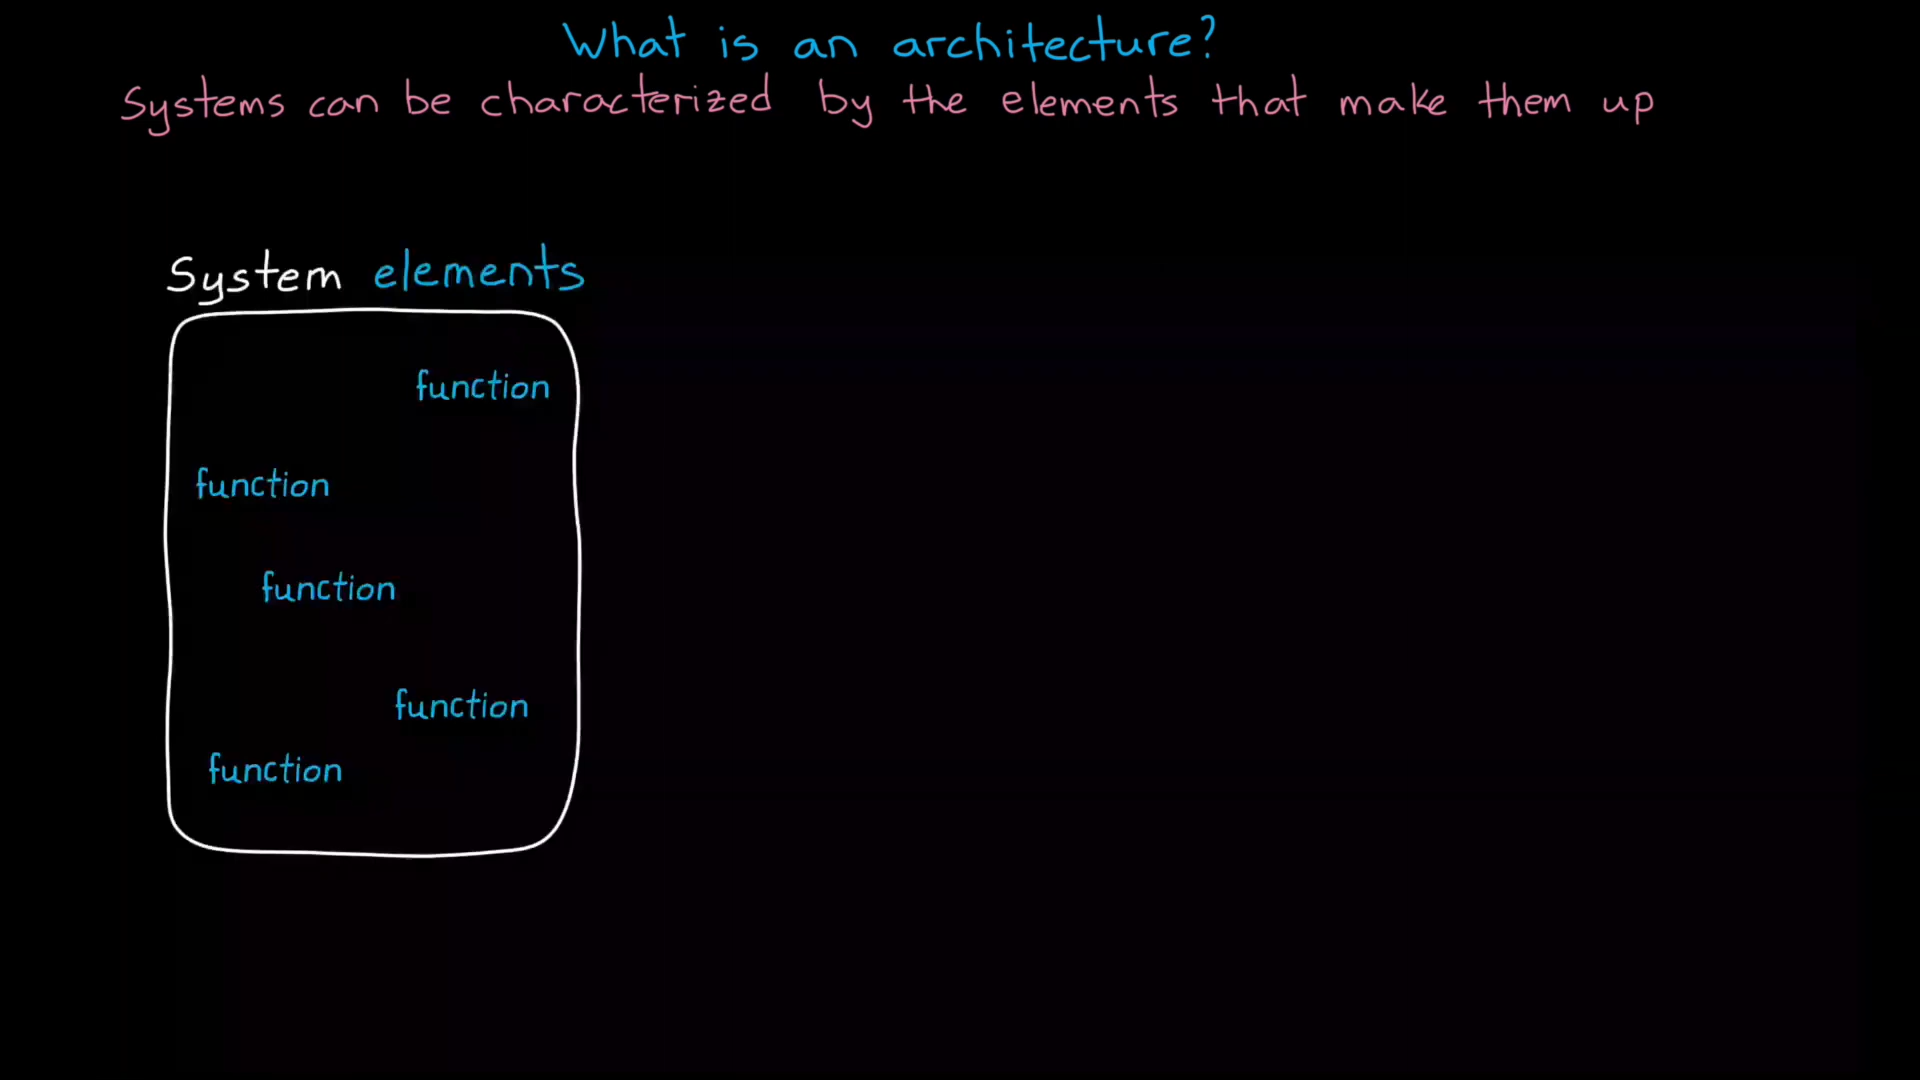 What is an architecture?
Systems can be characterized by the elements that make them up
System elements
function
function
function
function
function